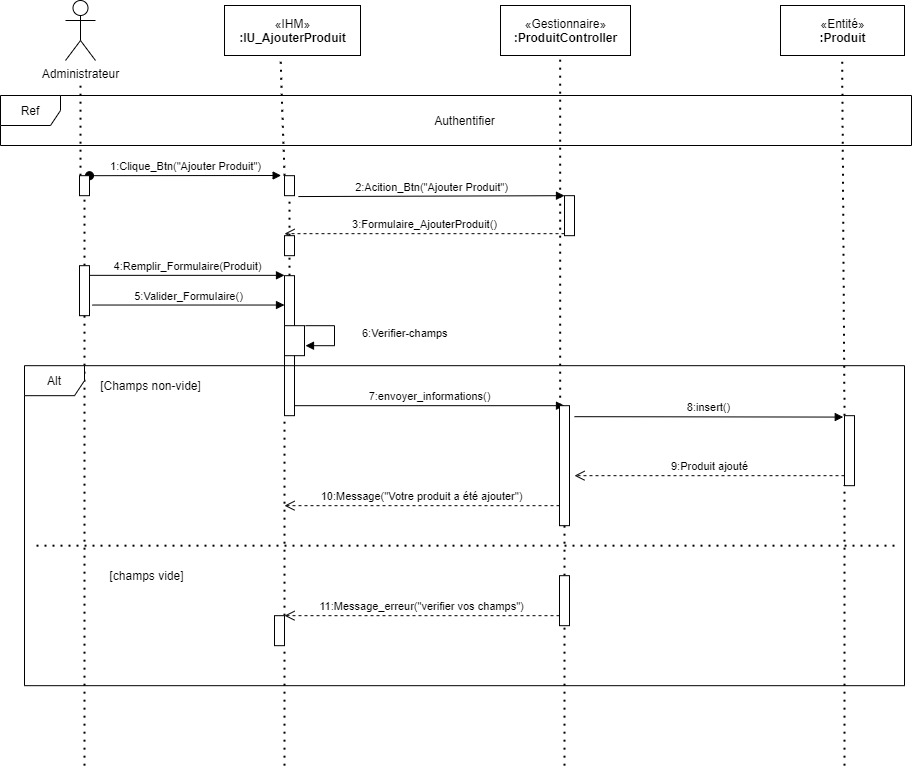 «IHM»
:IU_AjouterProduit
«Gestionnaire»
:ProduitController
«Entité»
:Produit
Administrateur
Ref
Authentifier
1:Clique_Btn("Ajouter Produit")
2:Acition_Btn("Ajouter Produit")
3:Formulaire_AjouterProduit()
4:Remplir_Formulaire(Produit)
5:Valider_Formulaire()
6:Verifier-champs
Alt
[Champs non-vide]
7:envoyer_informations()
8:insert()
9:Produit ajouté
10:Message("Votre produit a été ajouter")
[champs vide]
11:Message_erreur("verifier vos champs")